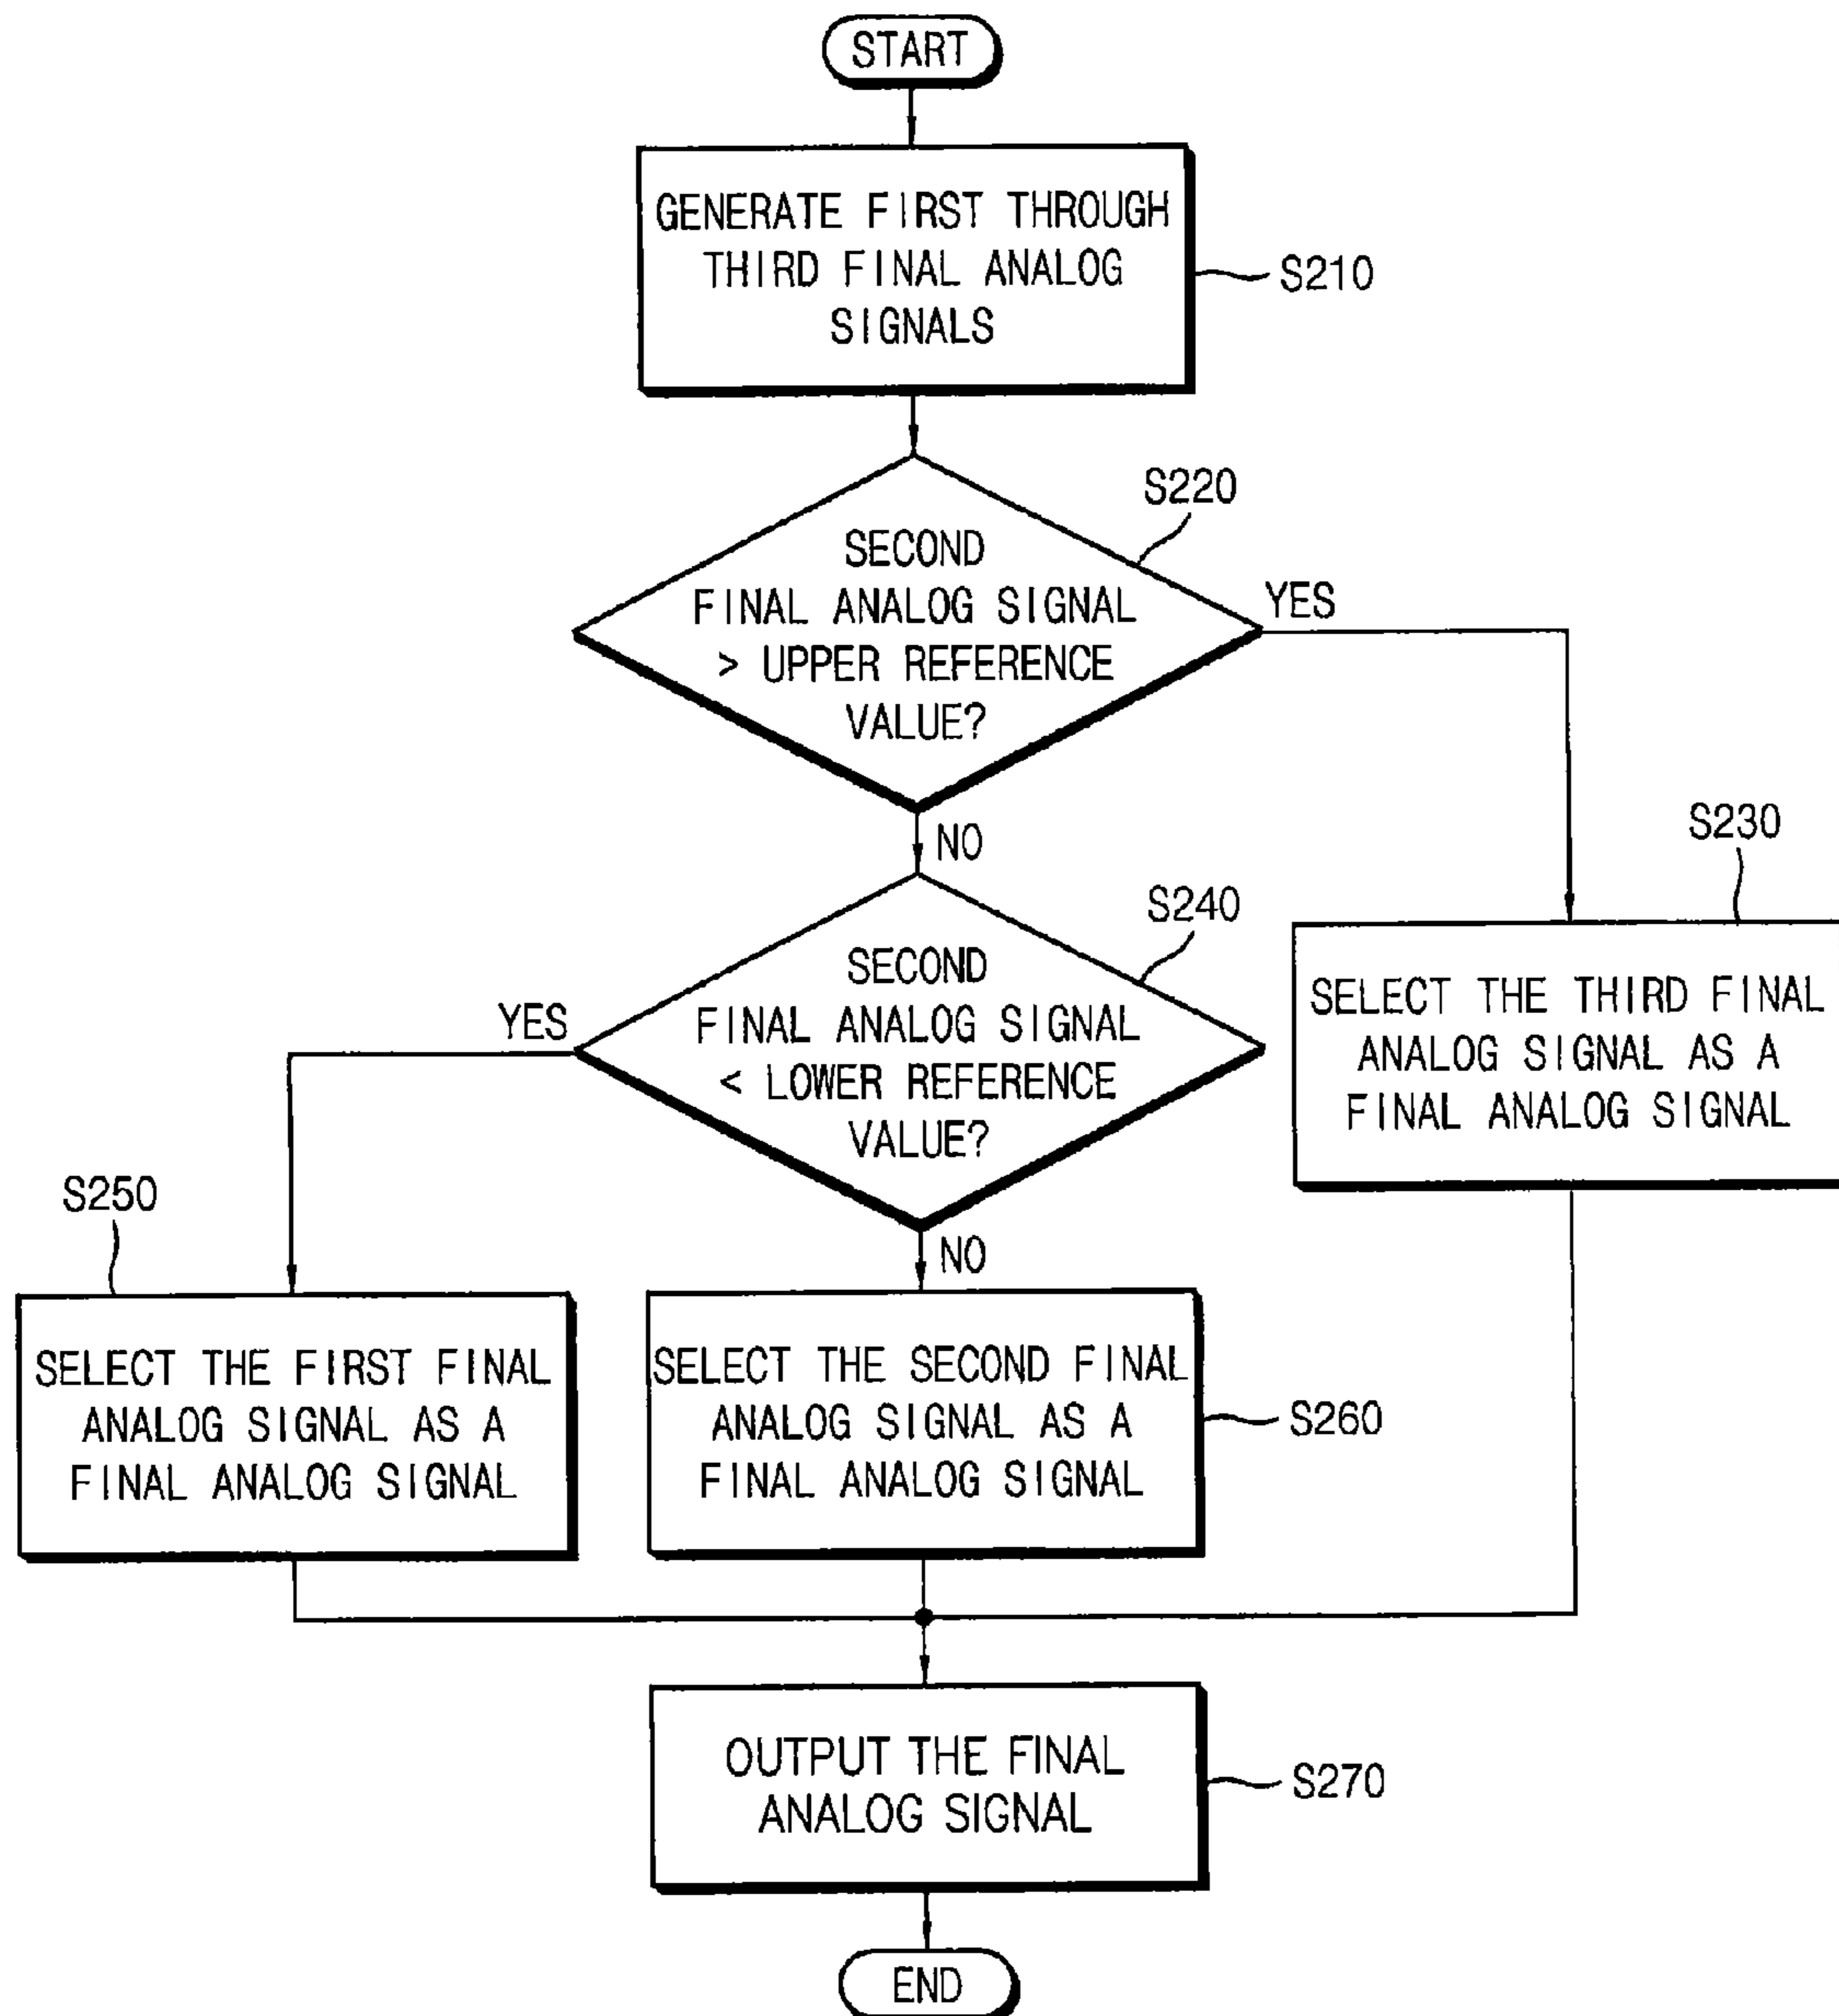 START
GENERATE FIRST THROUGH
THIRD FINAL ANALOG
SIGNALS
S210
S220
SECOND
FINAL ANALOG SIGNAL
> UPPER REFERENCE
VALUE?
YES
NO
S230
SELECT THE THIRD FINAL
ANALOG SIGNAL AS A
FINAL ANALOG SIGNAL
S240
SECOND
FINAL ANALOG SIGNAL
< LOWER REFERENCE
VALUE?
YES
NO
S250
SELECT THE FIRST FINAL
ANALOG SIGNAL AS A
FINAL ANALOG SIGNAL
SELECT THE SECOND FINAL
ANALOG SIGNAL AS A
FINAL ANALOG SIGNAL
S260
OUTPUT THE FINAL
ANALOG SIGNAL
S270
END